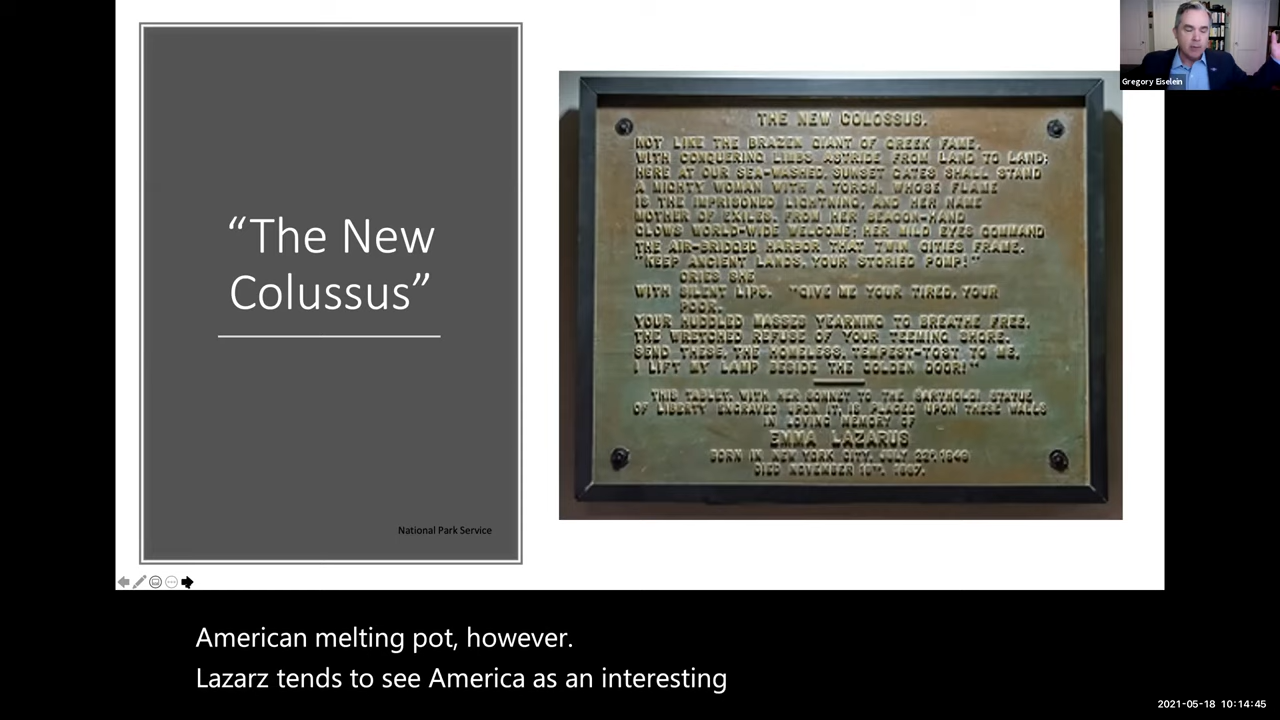 Gregory Eiselein
“The New
Colussus”
National Park Service
THE NEW COLOSSUS.
NOT LIKE THE BRAZEN GIANT OF GREEK FAME,
WITH CONQUERING LIMBS ASTRIDE FROM LAND TO LAND;
HERE AT OUR SEA-WASHED, SUNSET GATES SHALL STAND
A MIGHTY WOMAN WITH A TORCH, WHOSE FLAME
IS THE IMPRISONED LIGHTNING, AND HER NAME
MOTHER OF EXILES. FROM HER BEACON-HAND
GLOWS WORLD-WIDE WELCOME; HER MILD EYES COMMAND
THE AIR-BRIDGED HARBOR THAT TWIN CITIES FRAME.
"KEEP ANCIENT LANDS, YOUR STORIED POMP!"
CRIES SHE
WITH SILENT LIPS. "GIVE ME YOUR TIRED, YOUR
POOR,
YOUR HUDDLED MASSES YEARNING TO BREATHE FREE,
THE WRETCHED REFUSE OF YOUR TEEMING SHORE.
SEND THESE, THE HOMELESS, TEMPEST-TOST TO ME,
I LIFT MY LAMP BESIDE THE GOLDEN DOOR!"
THIS TABLET, WITH HER SONNET TO THE BARTHOLDI STATUE
OF LIBERTY ENGRAVED UPON IT, IS PLACED UPON THESE WALLS
IN LOVING MEMORY OF
EMMA LAZARUS
BORN IN NEW YORK CITY, JULY 22D, 1849
DIED NOVEMBER 19TH, 1887.
American melting pot, however.
Lazarz tends to see America as an interesting
2021-05-18 10:14:45